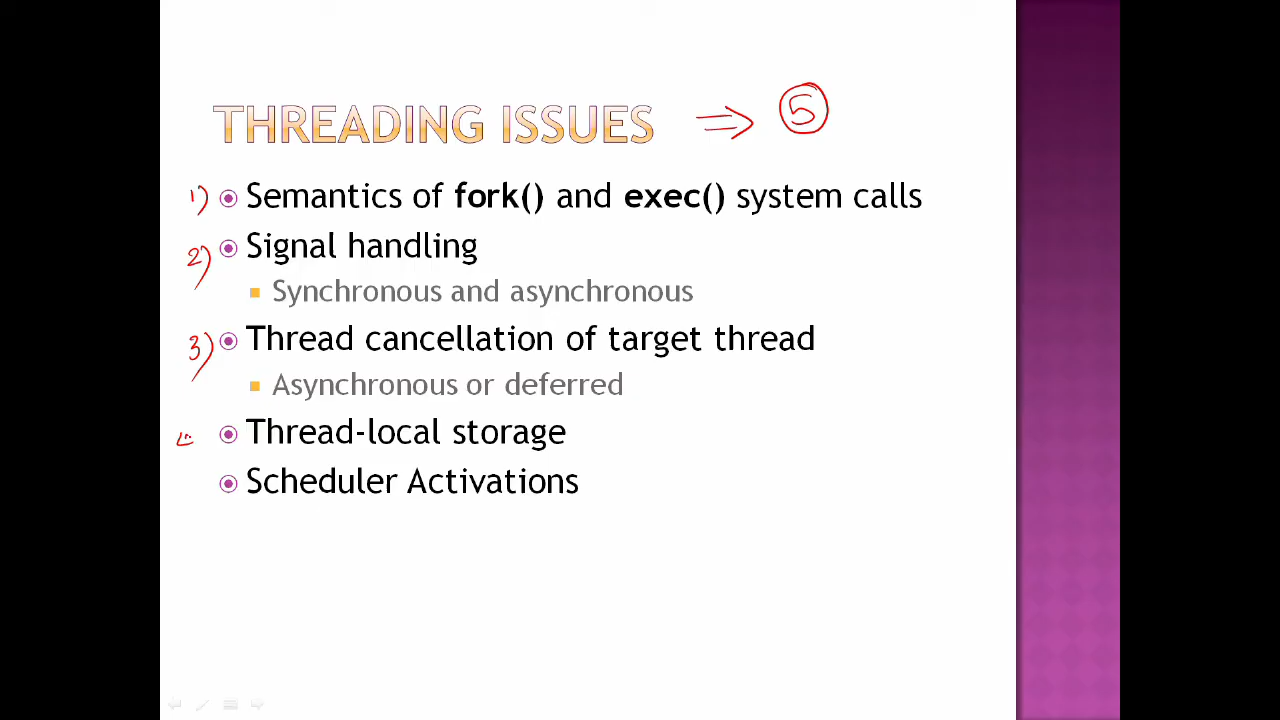 THREADING ISSUES ⇒ 5
1) Semantics of fork() and exec() system calls
2) Signal handling
Synchronous and asynchronous
3) Thread cancellation of target thread
Asynchronous or deferred
Thread-local storage
Scheduler Activations